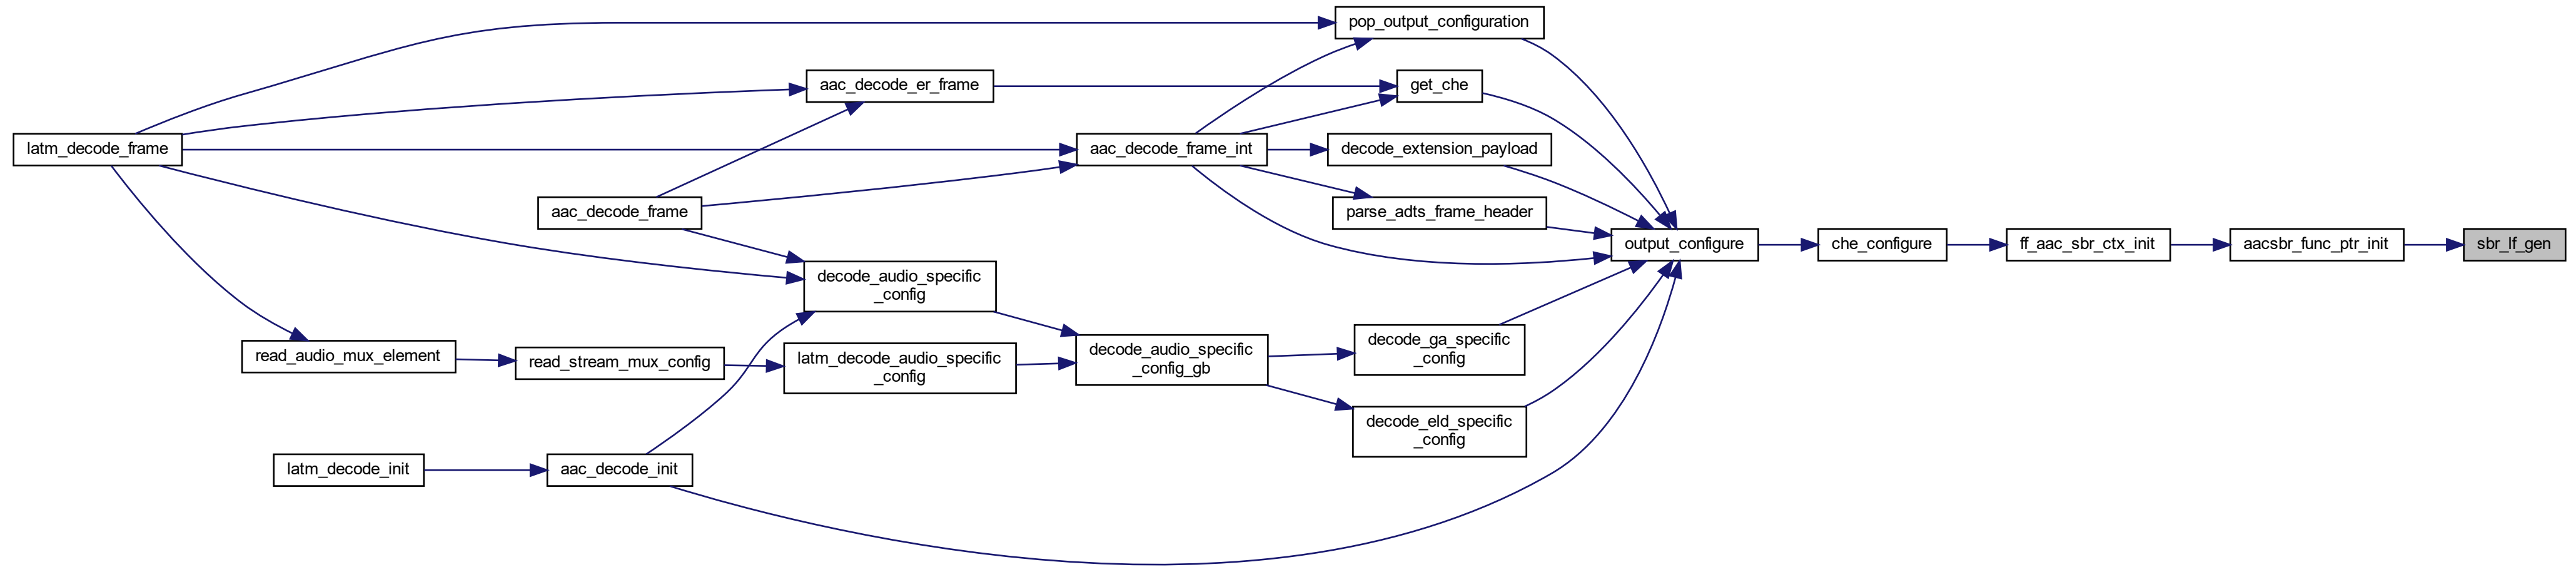 pop_output_configuration
aac_decode_er_frame
get_che
latm_decode_frame
aac_decode_frame_int
decode_extension_payload
aac_decode_frame
parse_adts_frame_header
output_configure
che_configure
ff_aac_sbr_ctx_init
aacsbr_func_ptr_init
sbr_lf_gen
decode_audio_specific
_config
read_audio_mux_element
read_stream_mux_config
latm_decode_audio_specific
_config
decode_audio_specific
_config_gb
decode_ga_specific
_config
decode_eld_specific
_config
latm_decode_init
aac_decode_init